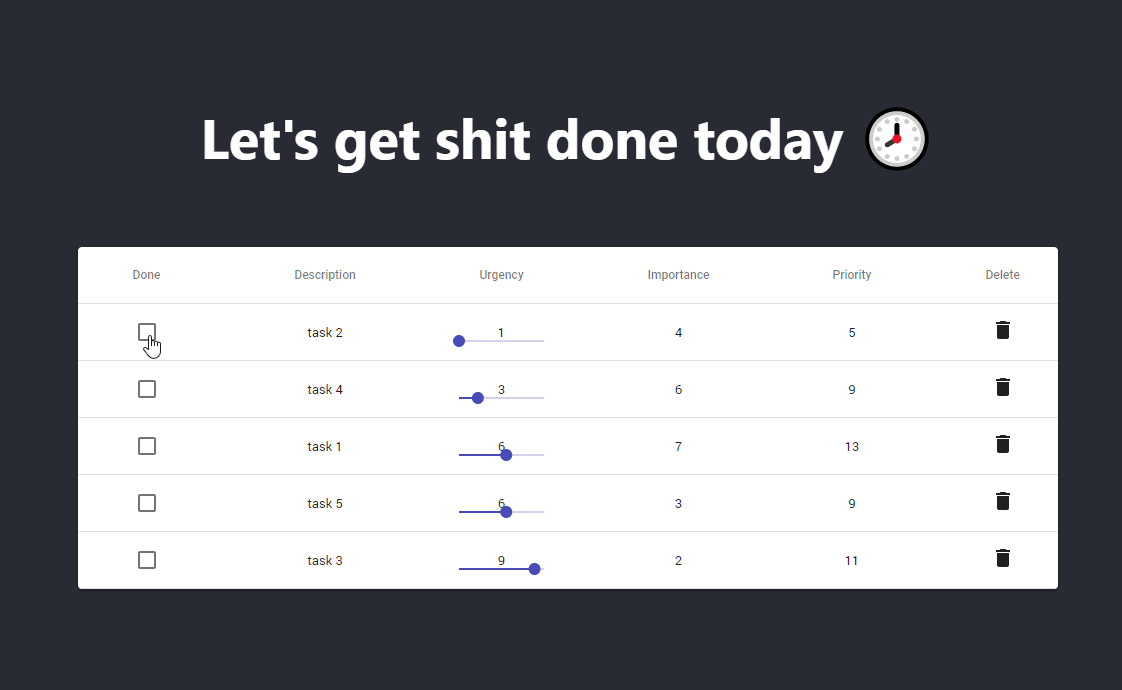 Let's get shit done today
Done Description Urgency Importance Priority Delete
task 2 1 4 5
task 4 3 6 9
task 1 6 7 13
task 5 6 3 9
task 3 9 2 11